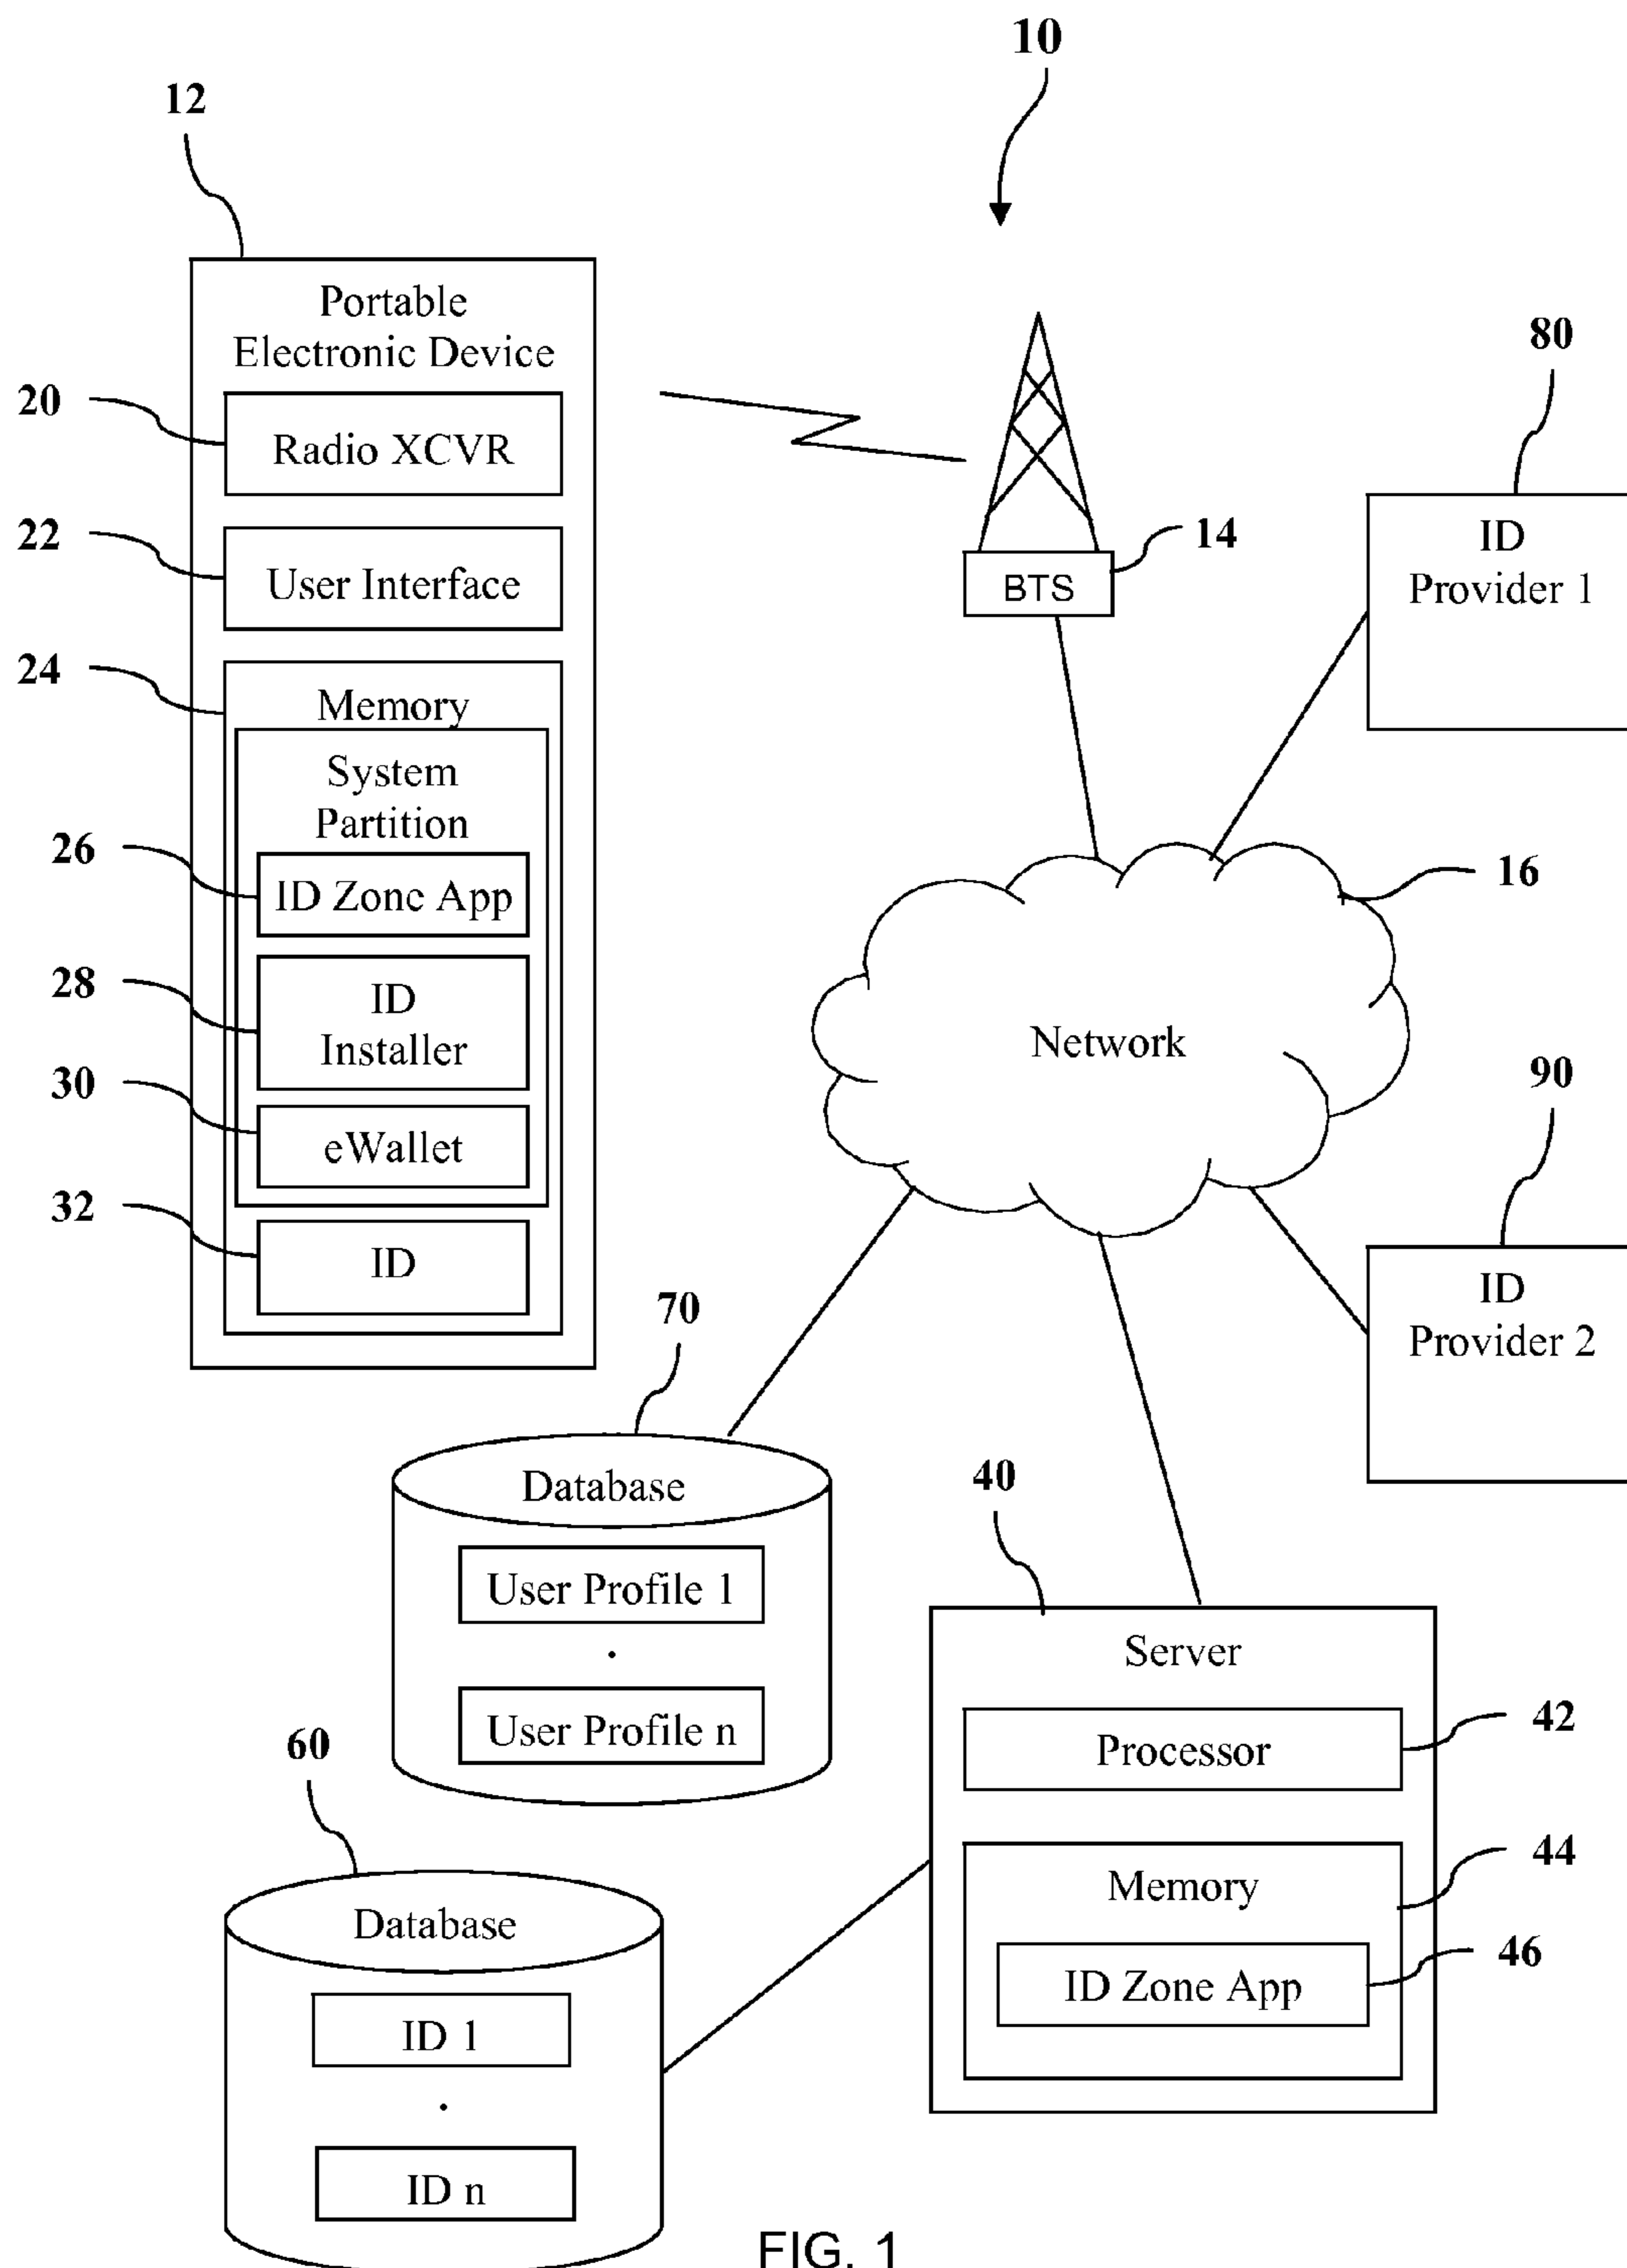 10
12
Portable
Electronic Device
80
20
Radio XCVR
ID
Provider 1
22
User Interface
14
BTS
24
Memory
System
Partition
26
ID Zone App
16
28
ID
Installer
Network
30
eWallet
90
32
ID
ID
Provider 2
70
Database
User Profile 1
.
User Profile n
40
Server
42
Processor
44
Memory
46
ID Zone App
60
Database
ID 1
.
ID n
FIG. 1